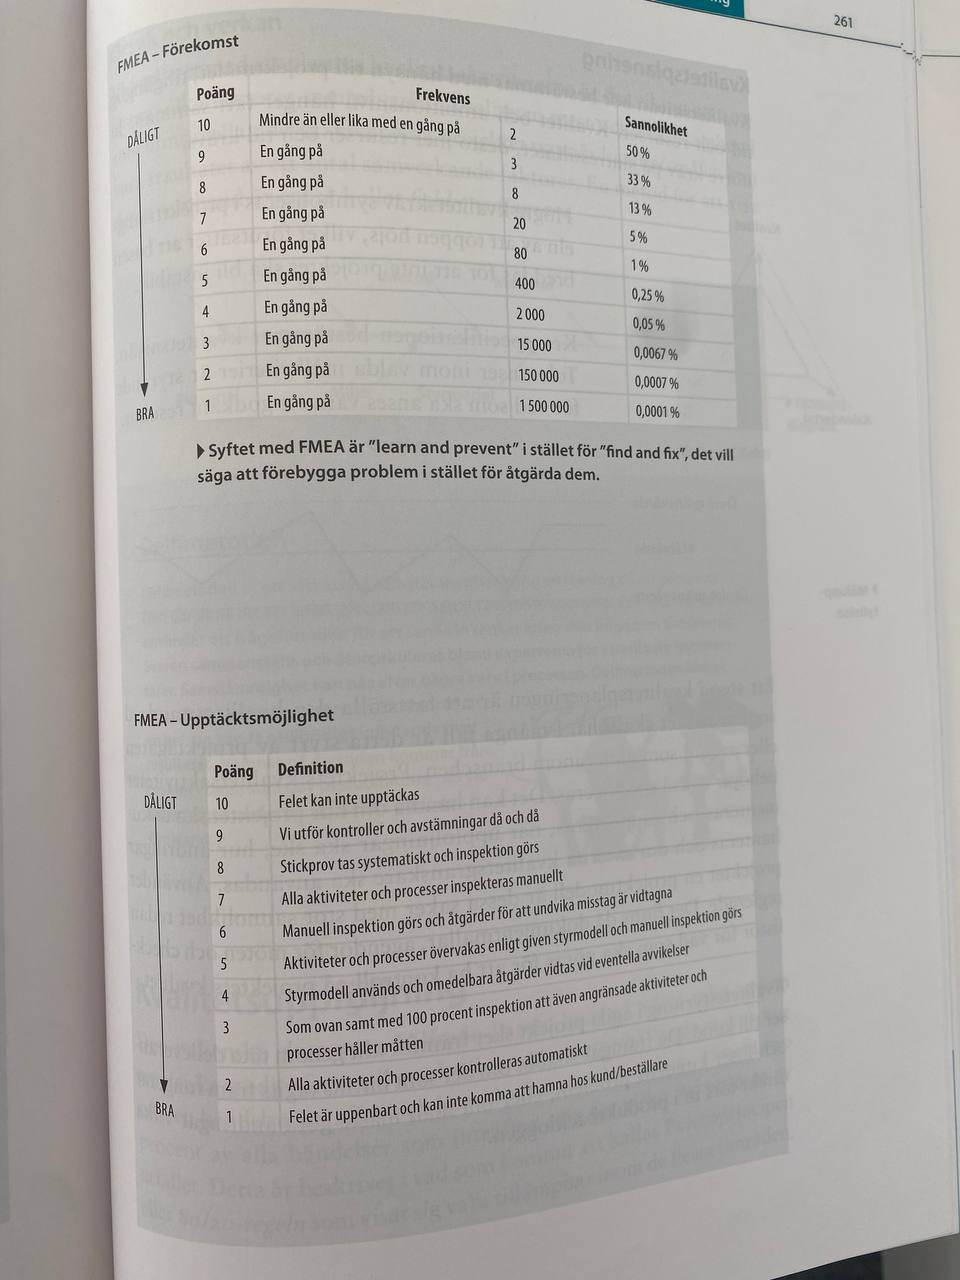 261
FMEA – Förekomst
Poäng Frekvens Sannolikhet
DÅLIGT
10 Mindre än eller lika med en gång på 2 50 %
9 En gång på 3 33 %
8 En gång på 8 13 %
7 En gång på 20 5 %
6 En gång på 80 1 %
5 En gång på 400 0,25 %
4 En gång på 2 000 0,05 %
3 En gång på 15 000 0,0067 %
2 En gång på 150 000 0,0007 %
1 En gång på 1 500 000 0,0001 %
BRA
Syftet med FMEA är ”learn and prevent” i stället för ”find and fix”, det vill
säga att förebygga problem i stället för åtgärda dem.
FMEA – Upptäcktsmöjlighet
Poäng Definition
DÅLIGT
10 Felet kan inte upptäckas
9 Vi utför kontroller och avstämningar då och då
8 Stickprov tas systematiskt och inspektion görs
7 Alla aktiviteter och processer inspekteras manuellt
6 Manuell inspektion görs och åtgärder för att undvika misstag är vidtagna
5 Aktiviteter och processer övervakas enligt given styrmodell och manuell inspektion görs
4 Styrmodell används och omedelbara åtgärder vidtas vid eventella avvikelser
3 Som ovan samt med 100 procent inspektion att även angränsade aktiviteter och
processer håller måtten
2 Alla aktiviteter och processer kontrolleras automatiskt
1 Felet är uppenbart och kan inte komma att hamna hos kund/beställare
BRA